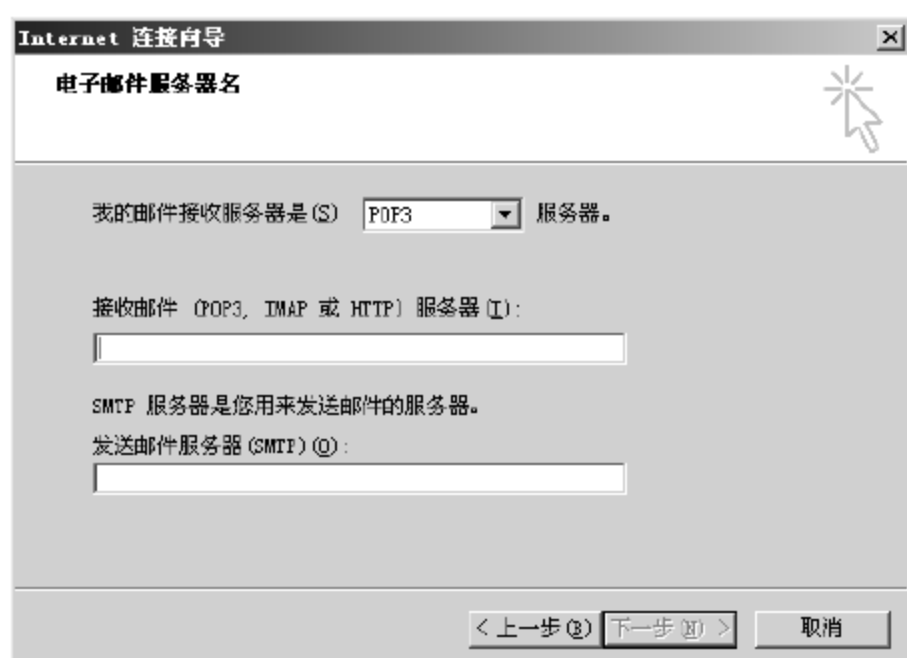 Internet 连接向导
电子邮件服务器名
我的邮件接收服务器是(S) POP3 服务器。
接收邮件 (POP3, IMAP 或 HTTP) 服务器(I):
SMTP 服务器是您用来发送邮件的服务器。
发送邮件服务器(SMTP)(O):
< 上一步(B) 下一步(N) > 取消